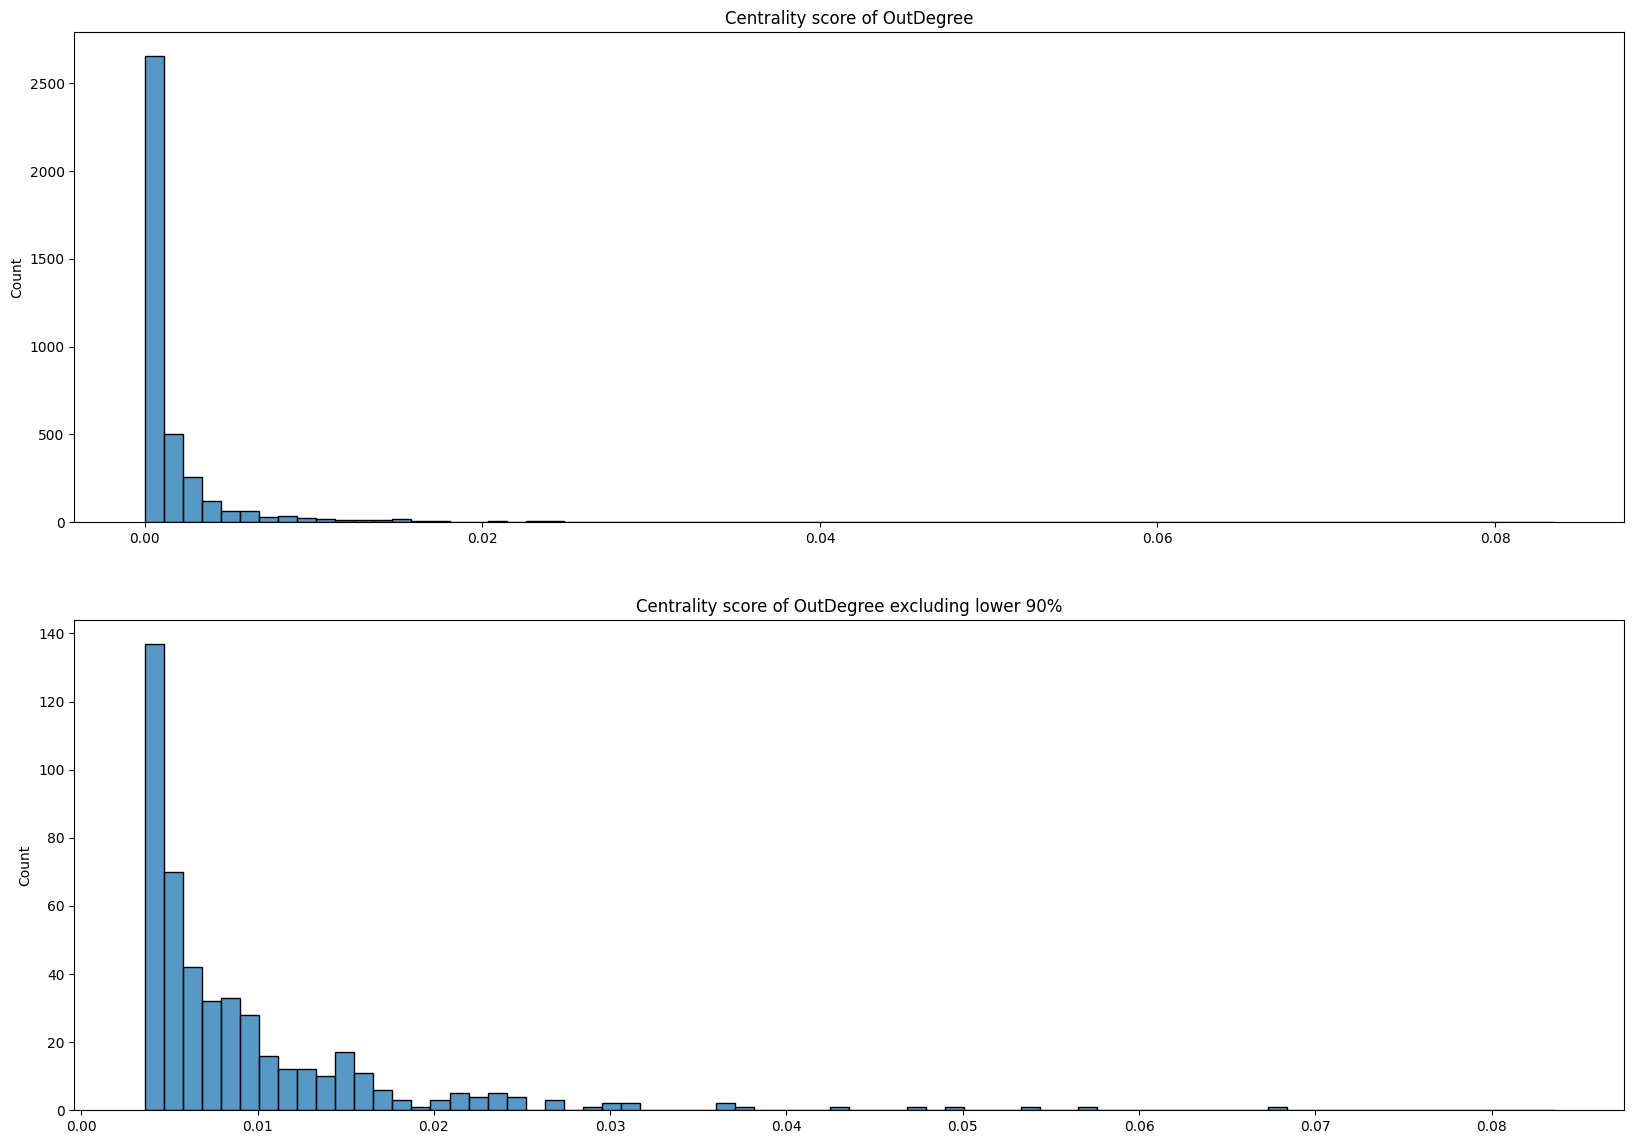 Centrality score of OutDegree
Count
2500
2000
1500
1000
500
0
0.00 0.02 0.04 0.06 0.08
Centrality score of OutDegree excluding lower 90%
Count
140
120
100
80
60
40
20
0
0.00 0.01 0.02 0.03 0.04 0.05 0.06 0.07 0.08